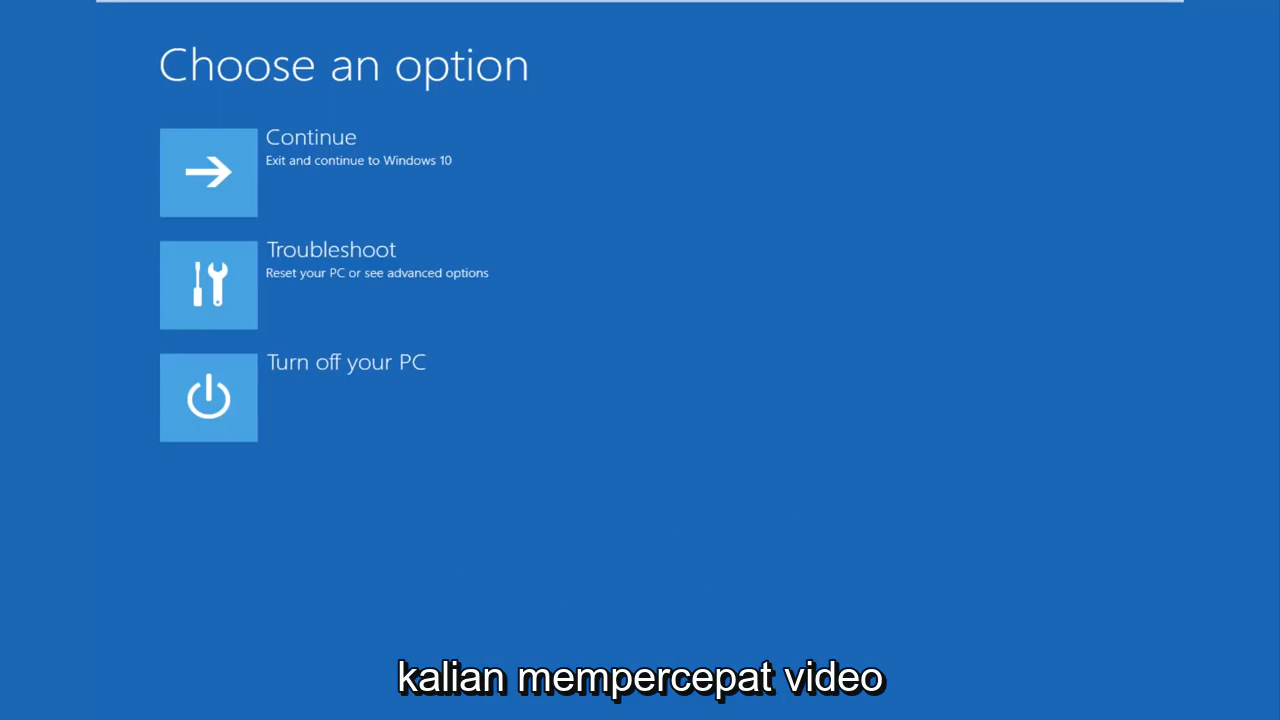 Choose an option
Continue
Exit and continue to Windows 10
Troubleshoot
Reset your PC or see advanced options
Turn off your PC
kalian mempercepat video